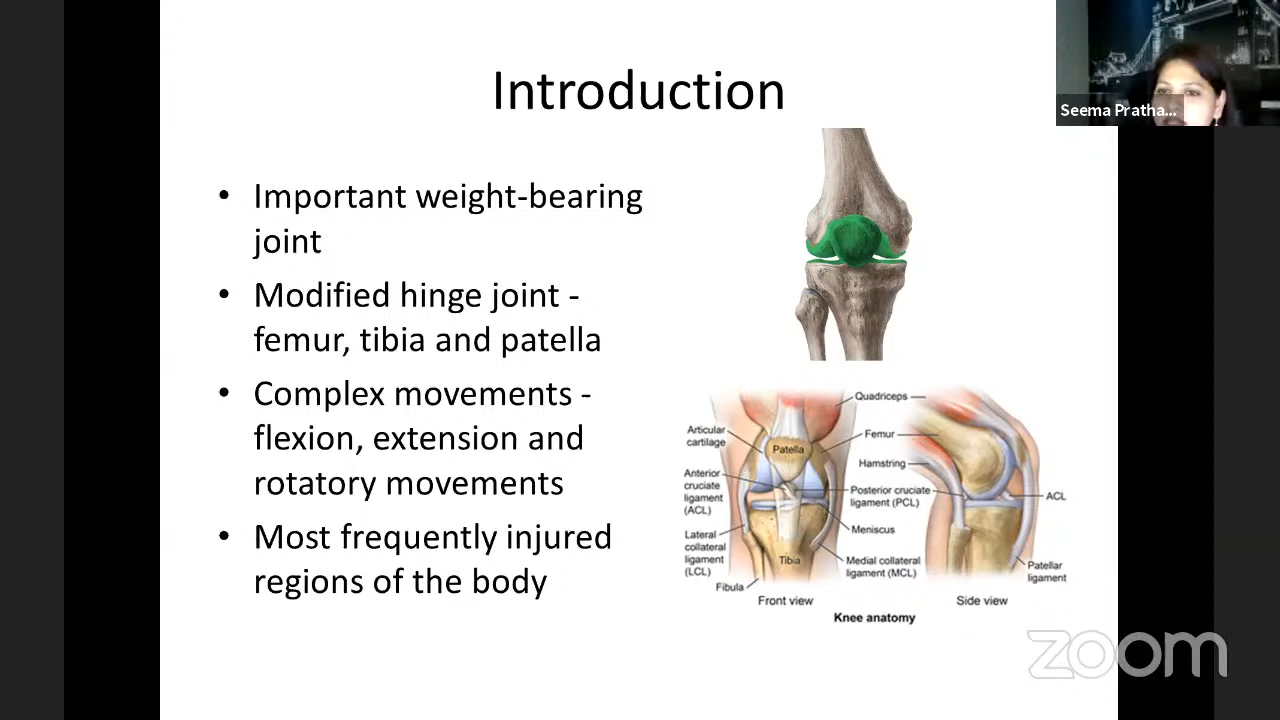 Introduction
Seema Pratha...
• Important weight-bearing
joint
• Modified hinge joint -
femur, tibia and patella
• Complex movements -
flexion, extension and
rotatory movements
• Most frequently injured
regions of the body
Quadriceps
Articular
cartilage
Patella
Femur
Hamstring
Anterior
cruciate
ligament
(ACL)
Posterior cruciate
ligament (PCL)
ACL
Meniscus
Lateral
collateral
ligament
(LCL)
Tibia
Medial collateral
ligament (MCL)
Patellar
ligament
Fibula
Front view
Side view
Knee anatomy
zoom